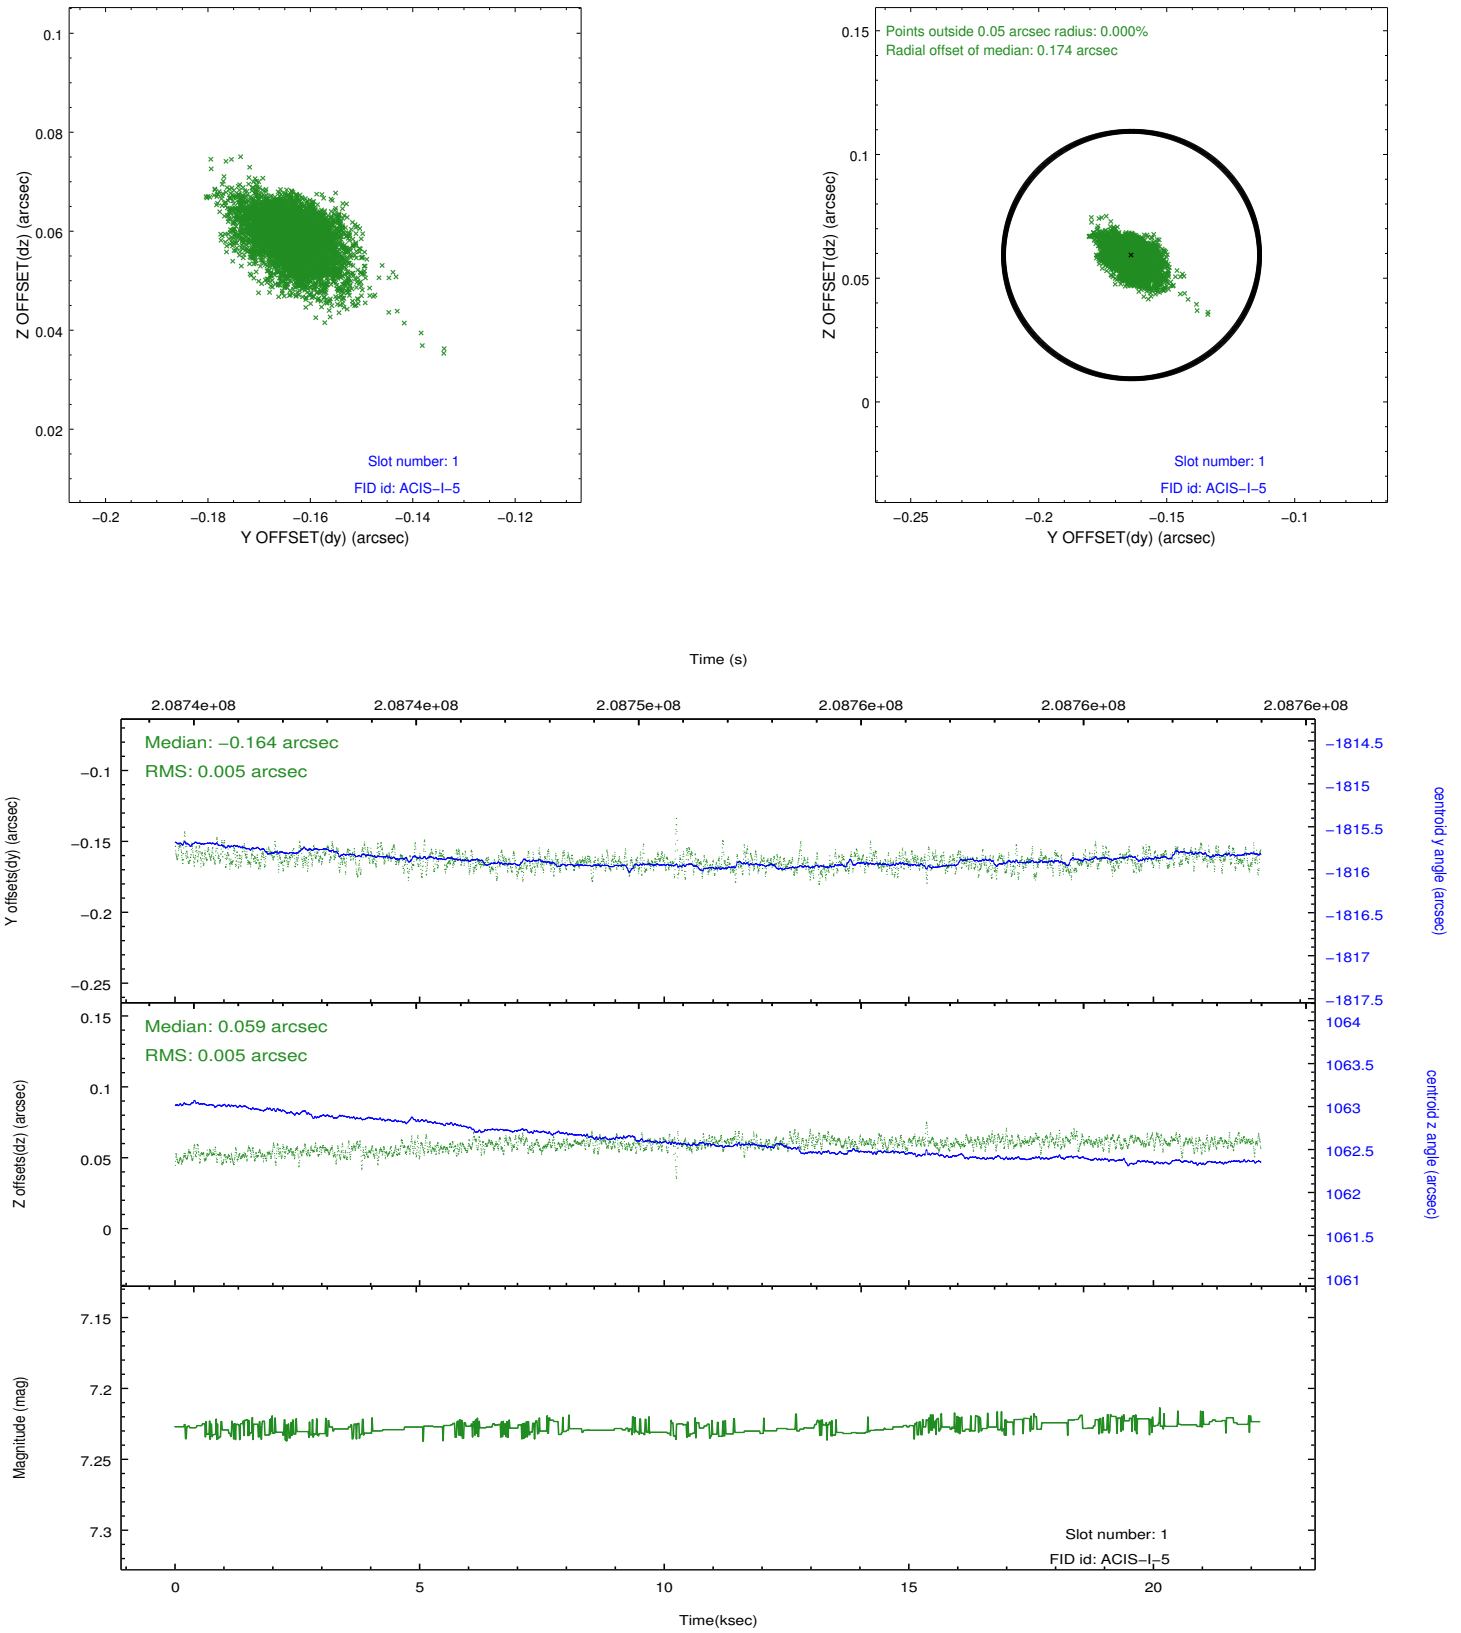 0.1
0.08
0.06
0.04
0.02
Z OFFSET(dz) (arcsec)
Slot number: 1
FID id: ACIS−I−5
−0.2 −0.18 −0.16 −0.14 −0.12
Y OFFSET(dy) (arcsec)
Points outside 0.05 arcsec radius: 0.000%
Radial offset of median: 0.174 arcsec
0.15
0.1
0.05
0
Z OFFSET(dz) (arcsec)
Slot number: 1
FID id: ACIS−I−5
−0.25 −0.2 −0.15 −0.1
Y OFFSET(dy) (arcsec)
Time (s)
2.0874e+08 2.0874e+08 2.0875e+08 2.0876e+08 2.0876e+08 2.0876e+08
Median: −0.164 arcsec
RMS: 0.005 arcsec
−0.1
−0.15
−0.2
−0.25
Y offsets(dy) (arcsec)
−1814.5
−1815
−1815.5
−1816
−1816.5
−1817
−1817.5
centroid y angle (arcsec)
Median: 0.059 arcsec
RMS: 0.005 arcsec
0.15
0.1
0.05
0
Z offsets(dz) (arcsec)
1064
1063.5
1063
1062.5
1062
1061.5
1061
centroid z angle (arcsec)
7.15
7.2
7.25
7.3
Magnitude (mag)
Slot number: 1
FID id: ACIS−I−5
0 5 10 15 20
Time(ksec)